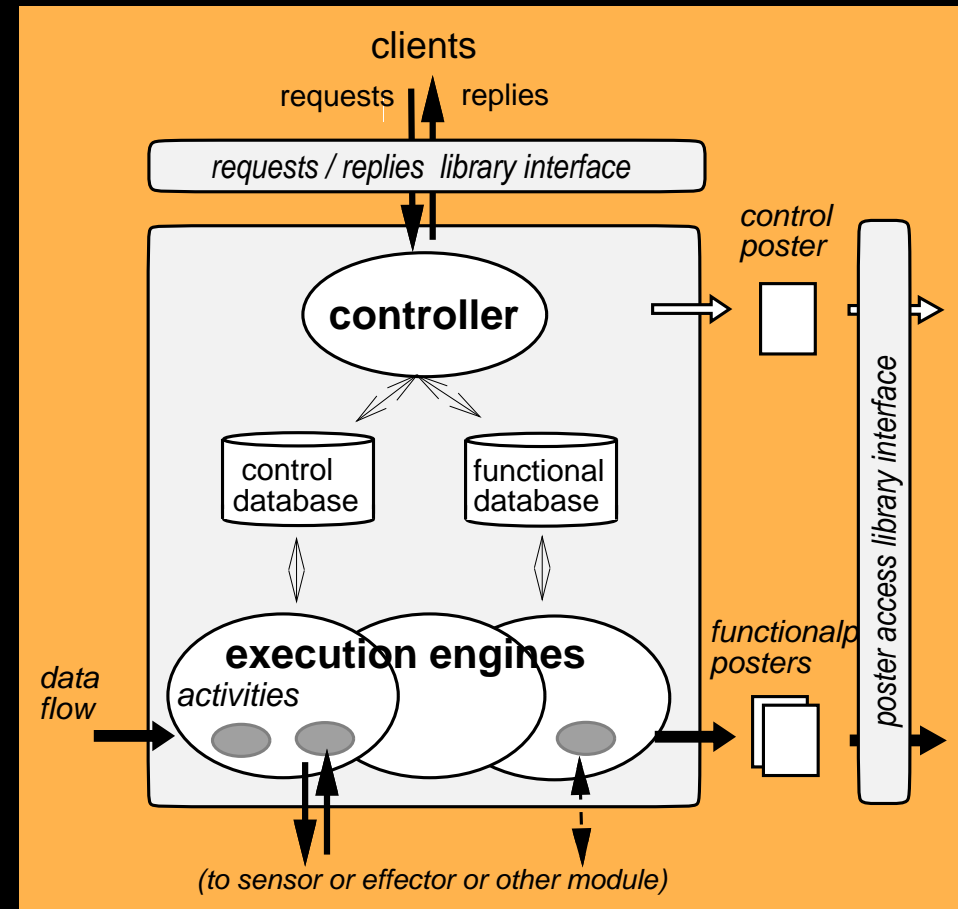 clients
requests
replies
requests / replies library interface
control
poster
controller
control
database
functional
database
poster access library interface
execution engines
activities
data
flow
functionalp
posters
(to sensor or effector or other module)